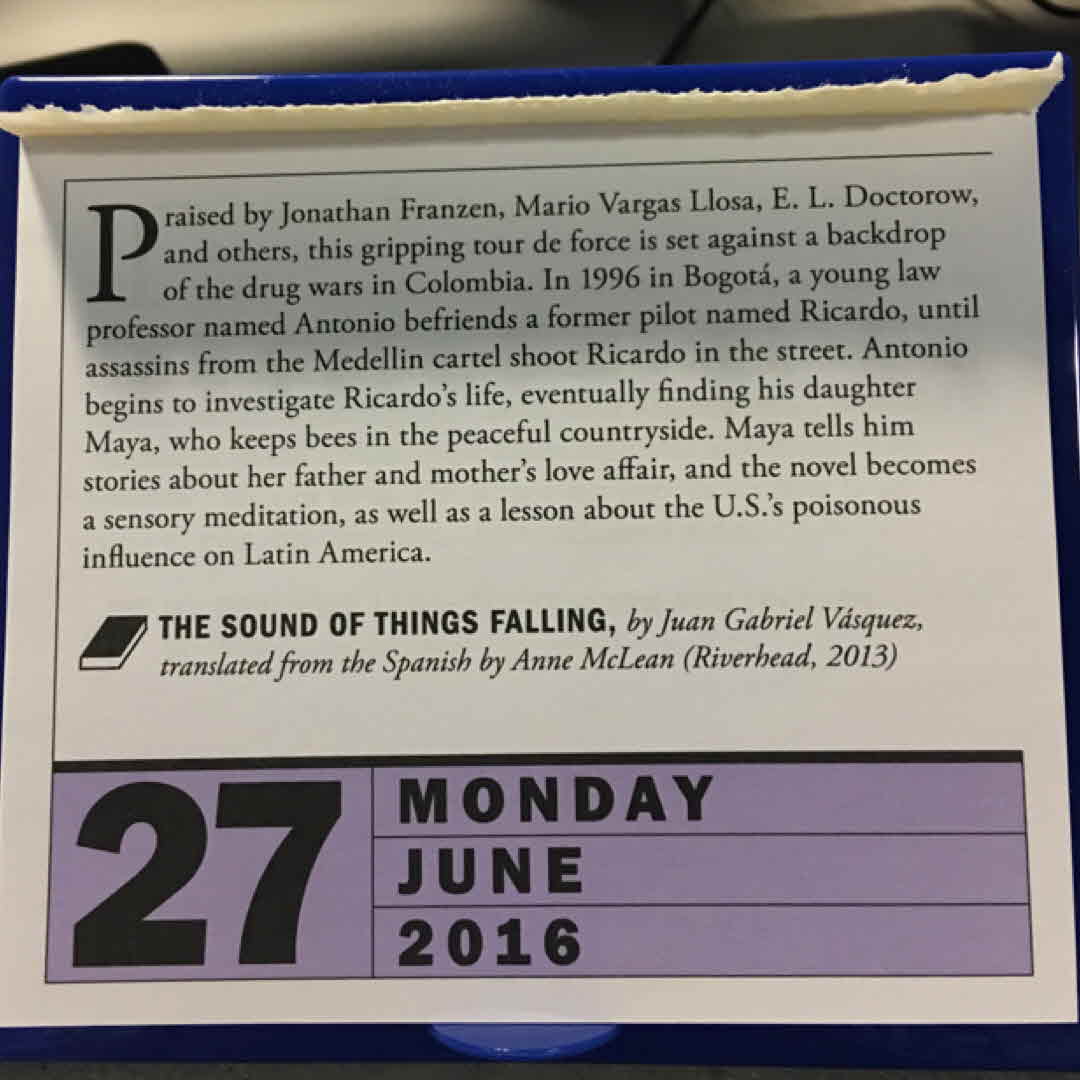 Praised by Jonathan Franzen, Mario Vargas Llosa, E. L. Doctorow,
and others, this gripping tour de force is set against a backdrop
of the drug wars in Colombia. In 1996 in Bogotá, a young law
professor named Antonio befriends a former pilot named Ricardo, until
assassins from the Medellin cartel shoot Ricardo in the street. Antonio
begins to investigate Ricardo's life, eventually finding his daughter
Maya, who keeps bees in the peaceful countryside. Maya tells him
stories about her father and mother's love affair, and the novel becomes
a sensory meditation, as well as a lesson about the U.S.'s poisonous
influence on Latin America.
THE SOUND OF THINGS FALLING, by Juan Gabriel Vásquez,
translated from the Spanish by Anne McLean (Riverhead, 2013)
27
MONDAY
JUNE
2016